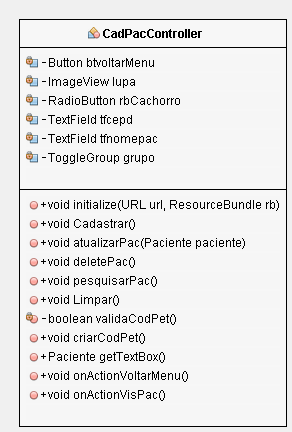 CadPacController
-Button btvoltarMenu
-ImageView lupa
-RadioButton rbCachorro
-TextField tfcepd
-TextField tfnomepac
-ToggleGroup grupo
+void initialize(URL url, ResourceBundle rb)
+void Cadastrar()
+void atualizarPac(Paciente paciente)
+void deletePac()
+void pesquisarPac()
+void Limpar()
-boolean validaCodPet()
+void criarCodPet()
+Paciente getTextBox()
+void onActionVoltarMenu()
+void onActionVisPac()